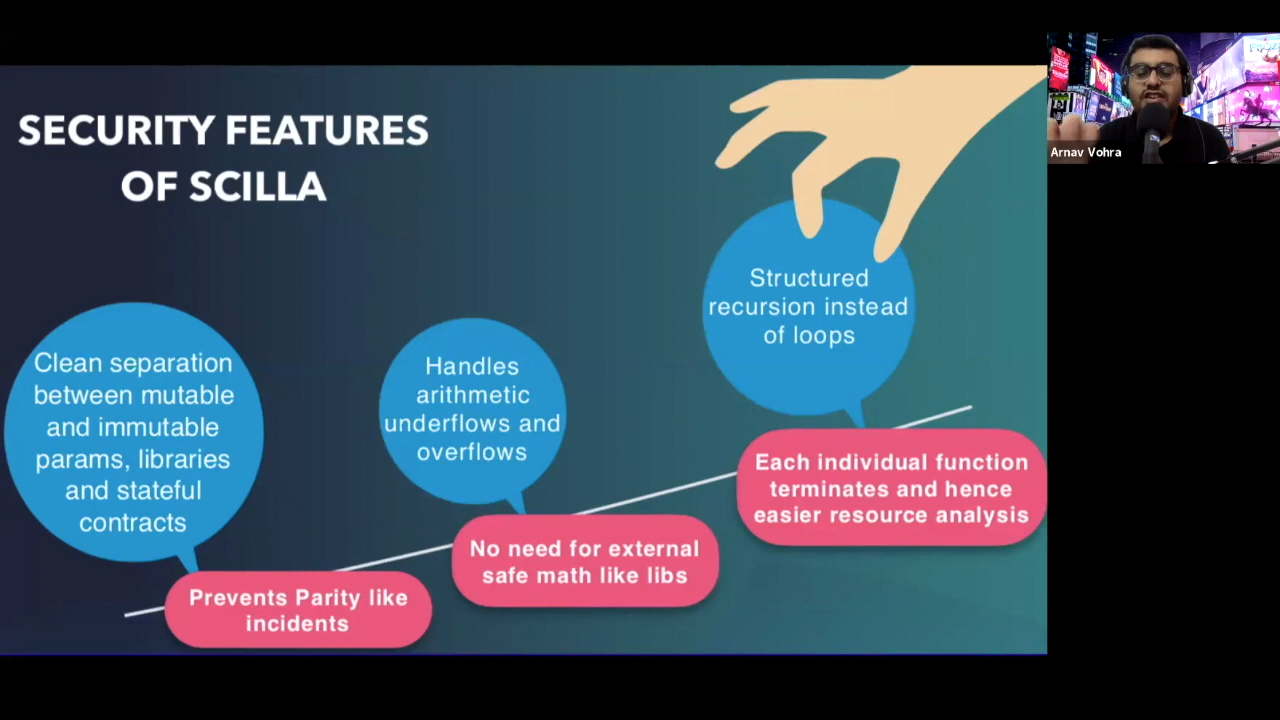 SECURITY FEATURES
OF SCILLA
Clean separation
between mutable
and immutable
params, libraries
and stateful
contracts
Prevents Parity like
incidents
Handles
arithmetic
underflows and
overflows
No need for external
safe math like libs
Structured
recursion instead
of loops
Each individual function
terminates and hence
easier resource analysis
Arnav Vohra